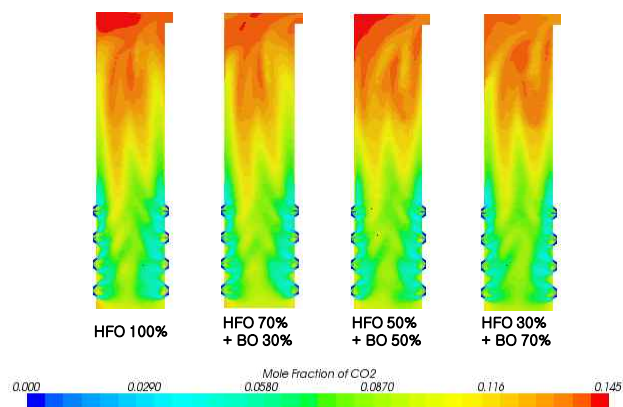 HFO 100%
HFO 70%
+ BO 30%
HFO 50%
+ BO 50%
HFO 30%
+ BO 70%
Mole Fraction of CO2
0.000 0.0290 0.0580 0.0870 0.116 0.145